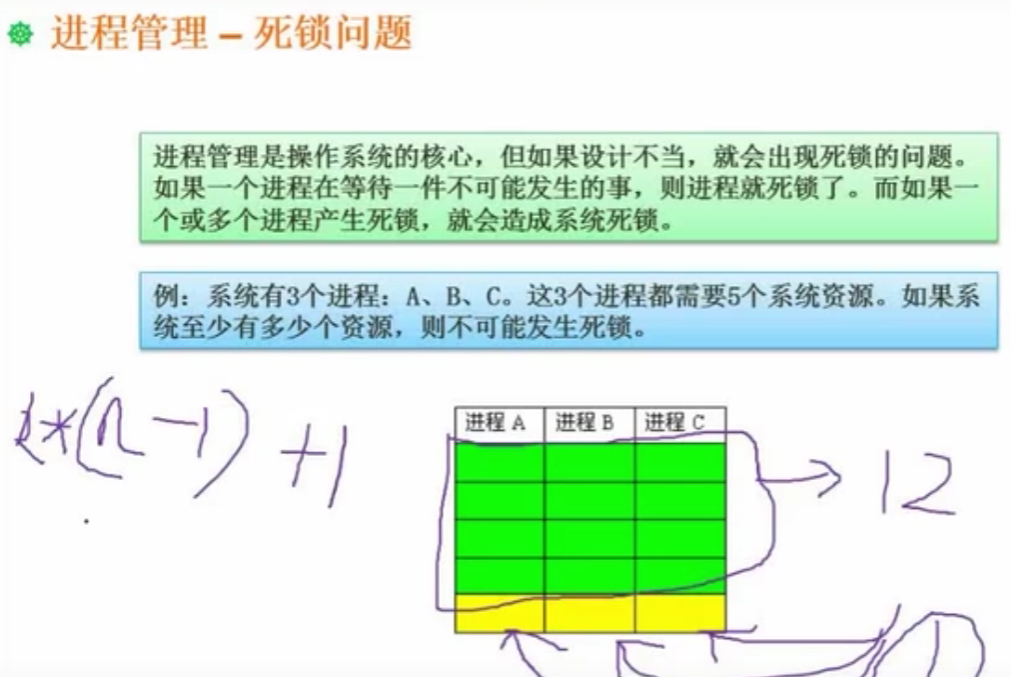 进程管理 – 死锁问题
进程管理是操作系统的核心，但如果设计不当，就会出现死锁的问题。
如果一个进程在等待一件不可能发生的事，则进程就死锁了。而如果一
个或多个进程产生死锁，就会造成系统死锁。
例：系统有3个进程：A、B、C。这3个进程都需要5个系统资源。如果系
统至少有多少个资源，则不可能发生死锁。
*(n-1)+1
进程 A 进程 B 进程 C
12
1